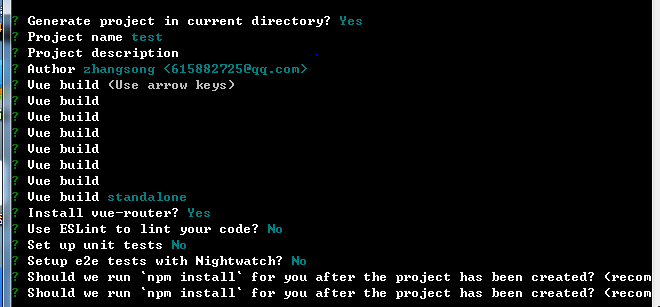 ? Generate project in current directory? Yes
? Project name test
? Project description
? Author zhangsong <615882725@qq.com>
? Vue build (Use arrow keys)
? Vue build
? Vue build
? Vue build
? Vue build
? Vue build
? Vue build
? Vue build standalone
? Install vue-router? Yes
? Use ESLint to lint your code? No
? Set up unit tests No
? Setup e2e tests with Nightwatch? No
? Should we run `npm install` for you after the project has been created? (recom
? Should we run `npm install` for you after the project has been created? (recom